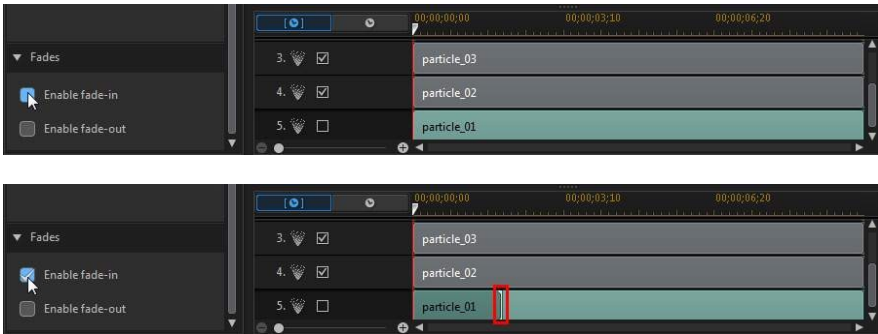 00;00;00;00 00;00;03;10 00;00;06;20
Fades
3. particle_03
Enable fade-in
4. particle_02
Enable fade-out
5. particle_01
00;00;00;00 00;00;03;10 00;00;06;20
Fades
3. particle_03
Enable fade-in
4. particle_02
Enable fade-out
5. particle_01